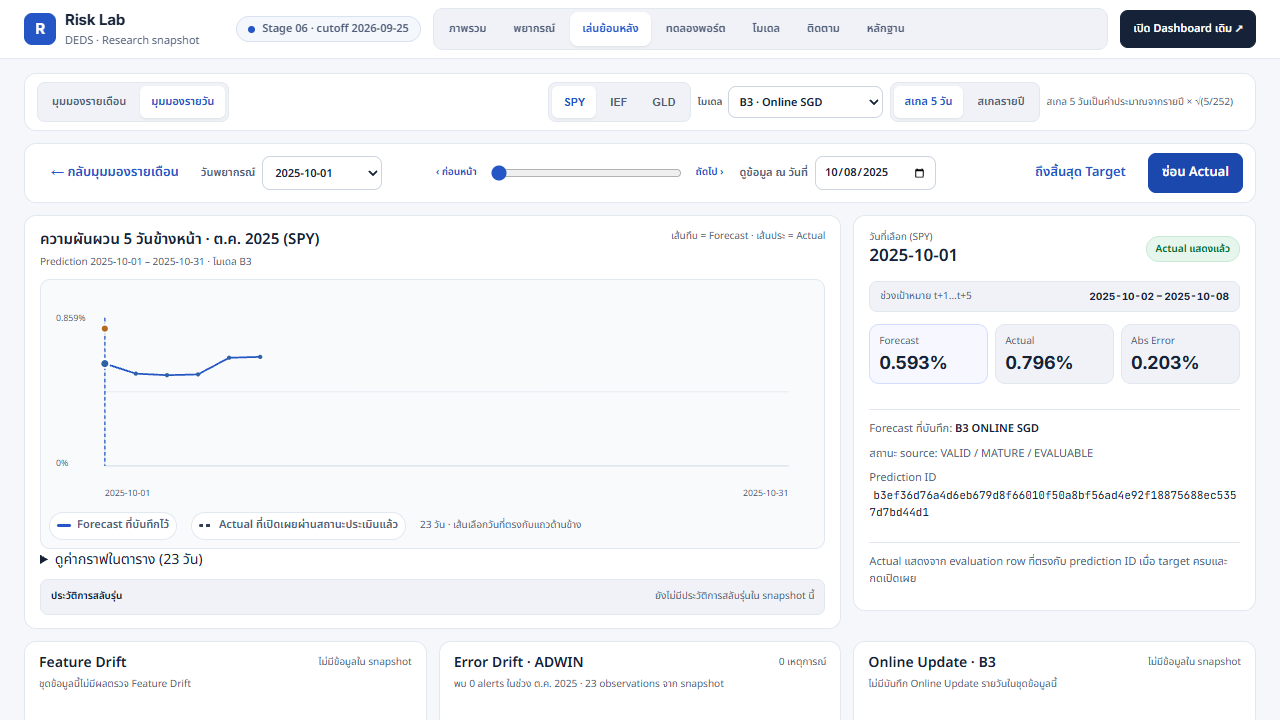 R
Risk Lab
DEDS · Research snapshot
Stage 06 · cutoff 2026-09-25
ภาพรวม
พยากรณ์
เล่นย้อนหลัง
ทดลองพอร์ต
โมเดล
ติดตาม
หลักฐาน
เปิด Dashboard เดิม ↗
มุมมองรายเดือน
มุมมองรายวัน
SPY
IEF
GLD
โมเดล
B3 · Online SGD
สเกล 5 วัน
สเกลรายปี
สเกล 5 วันเป็นค่าประมาณจากรายปี × √(5/252)
← กลับมุมมองรายเดือน
วันพยากรณ์
2025-10-01
‹ ก่อนหน้า
ถัดไป ›
ดูข้อมูล ณ วันที่
10/08/2025
ถึงสิ้นสุด Target
ซ่อน Actual
ความผันผวน 5 วันข้างหน้า · ต.ค. 2025 (SPY)
เส้นทึบ = Forecast · เส้นประ = Actual
Prediction 2025-10-01 – 2025-10-31 · โมเดล B3
0.859%
0%
2025-10-01
2025-10-31
Forecast ที่บันทึกไว้
Actual ที่เปิดเผยผ่านสถานะประเมินแล้ว
23 วัน · เส้นเลือกวันที่ตรงกับแถวด้านข้าง
▶ ดูค่ากราฟในตาราง (23 วัน)
ประวัติการสลับรุ่น
ยังไม่มีประวัติการสลับรุ่นใน snapshot นี้
วันที่เลือก (SPY)
2025-10-01
Actual แสดงแล้ว
ช่วงเป้าหมาย t+1…t+5
2025-10-02 – 2025-10-08
Forecast
0.593%
Actual
0.796%
Abs Error
0.203%
Forecast ที่บันทึก: B3 ONLINE SGD
สถานะ source: VALID / MATURE / EVALUABLE
Prediction ID
b3ef36d76a4d6eb679d8f66010f50a8bf56ad4e92f18875688ec535
7d7bd44d1
Actual แสดงจาก evaluation row ที่ตรงกับ prediction ID เมื่อ target ครบและ
กดเปิดเผย
Feature Drift
ไม่มีข้อมูลใน snapshot
ชุดข้อมูลนี้ไม่มีผลตรวจ Feature Drift
Error Drift · ADWIN
0 เหตุการณ์
พบ 0 alerts ในช่วง ต.ค. 2025 · 23 observations จาก snapshot
Online Update · B3
ไม่มีข้อมูลใน snapshot
ไม่มีบันทึก Online Update รายวันในชุดข้อมูลนี้